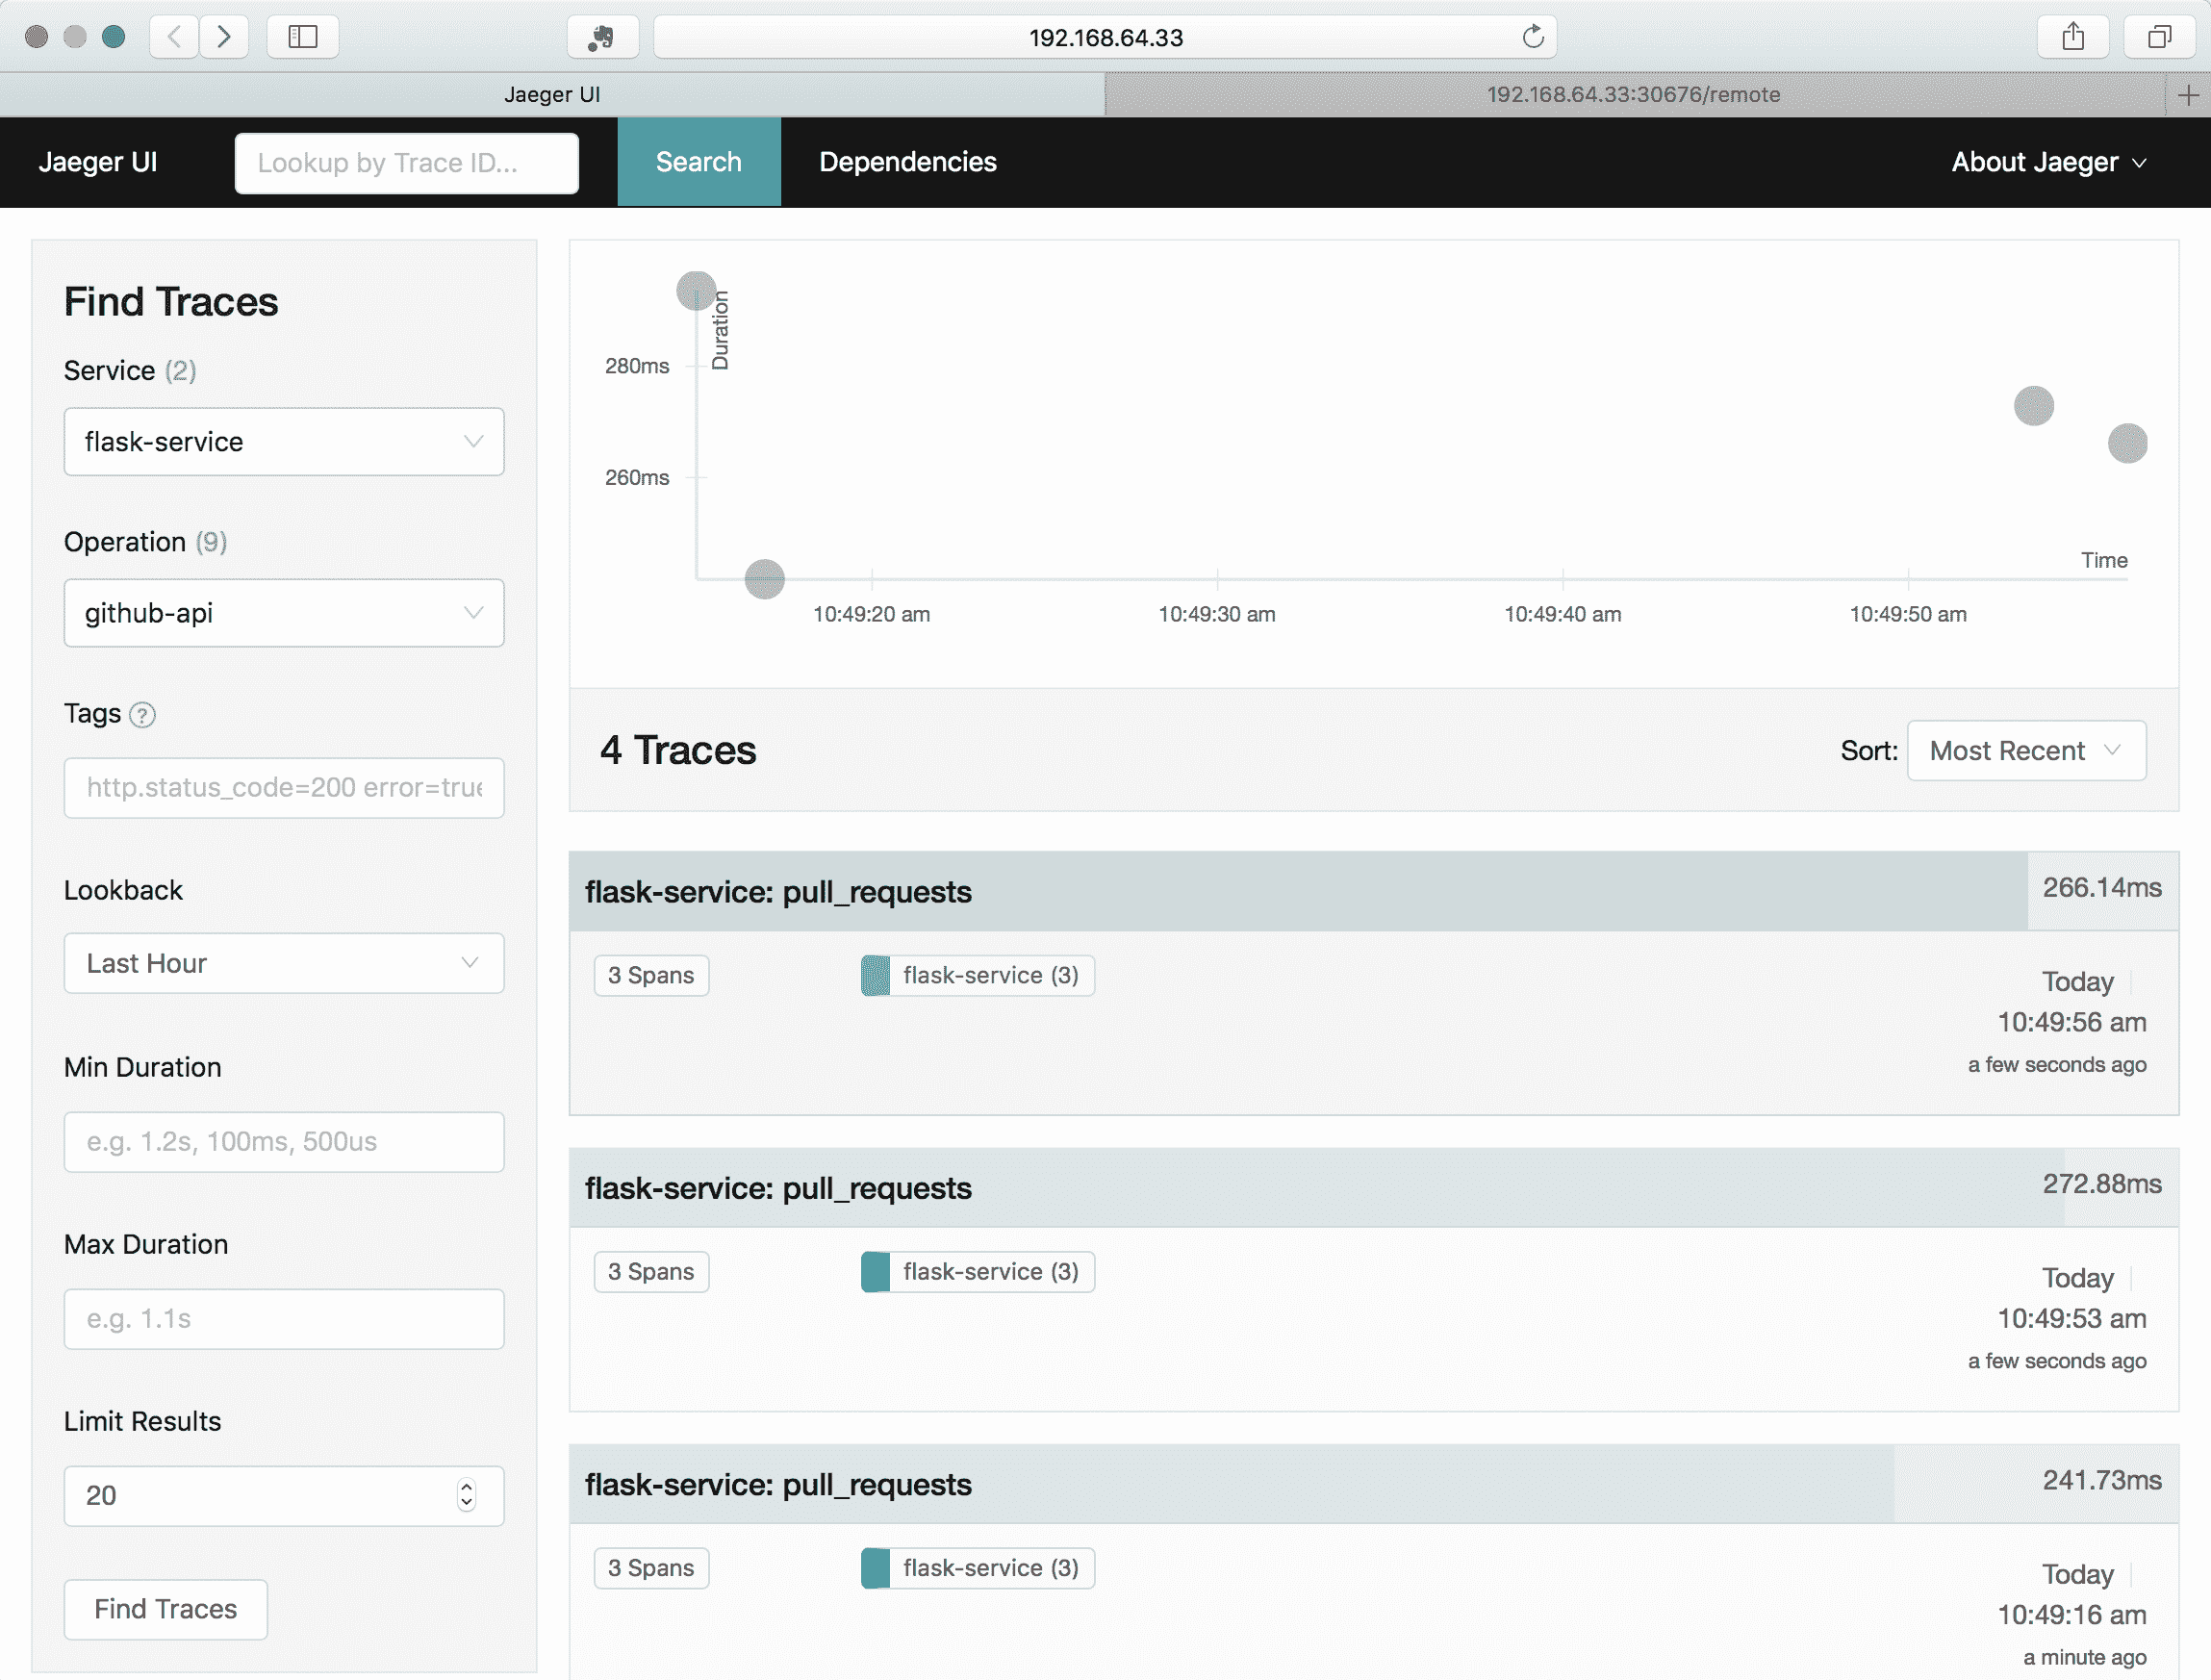 192.168.64.33
Jaeger UI
192.168.64.33:30676/remote
Jaeger UI
Lookup by Trace ID...
Search
Dependencies
About Jaeger
Find Traces
Service (2)
flask-service
Operation (9)
github-api
Tags ?
http.status_code=200 error=true
Lookback
Last Hour
Min Duration
e.g. 1.2s, 100ms, 500us
Max Duration
e.g. 1.1s
Limit Results
20
Find Traces
Duration
280ms
260ms
Time
10:49:20 am
10:49:30 am
10:49:40 am
10:49:50 am
4 Traces
Sort: Most Recent
flask-service: pull_requests
266.14ms
3 Spans
flask-service (3)
Today
10:49:56 am
a few seconds ago
flask-service: pull_requests
272.88ms
3 Spans
flask-service (3)
Today
10:49:53 am
a few seconds ago
flask-service: pull_requests
241.73ms
3 Spans
flask-service (3)
Today
10:49:16 am
a minute ago